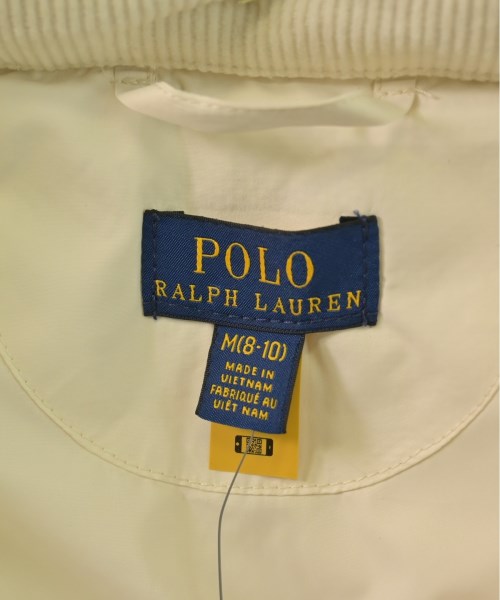 POLO
RALPH LAUREN
M(8-10)
MADE IN
VIETNAM
FABRIQUÉ AU
VIÊT NAM